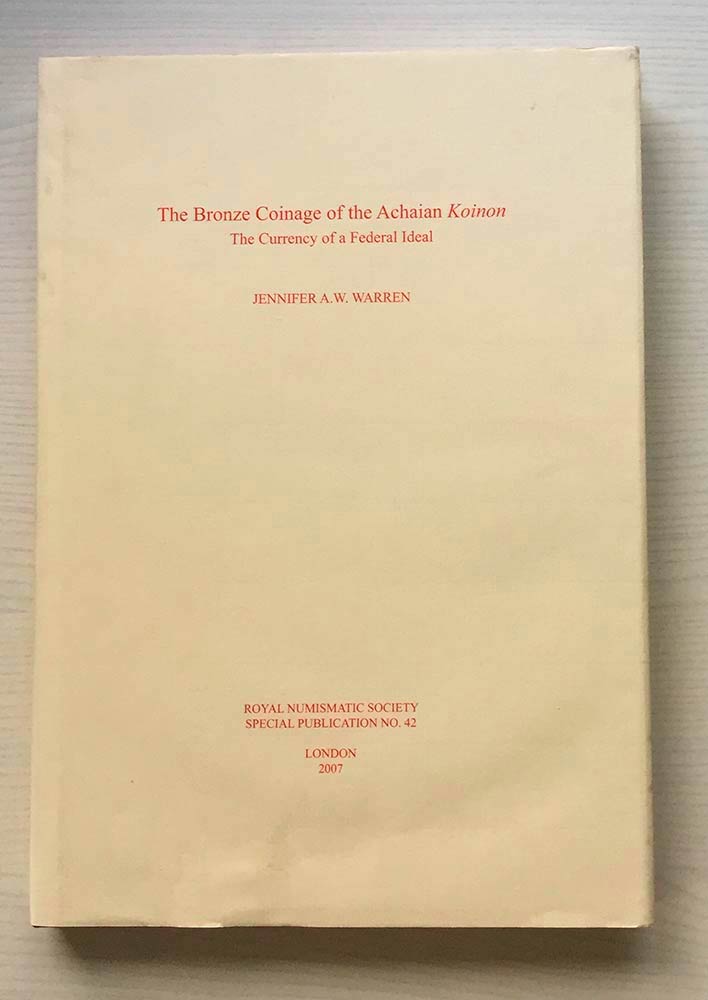 The Bronze Coinage of the Achaian Koinon
The Currency of a Federal Ideal
JENNIFER A.W. WARREN
ROYAL NUMISMATIC SOCIETY
SPECIAL PUBLICATION NO. 42
LONDON
2007